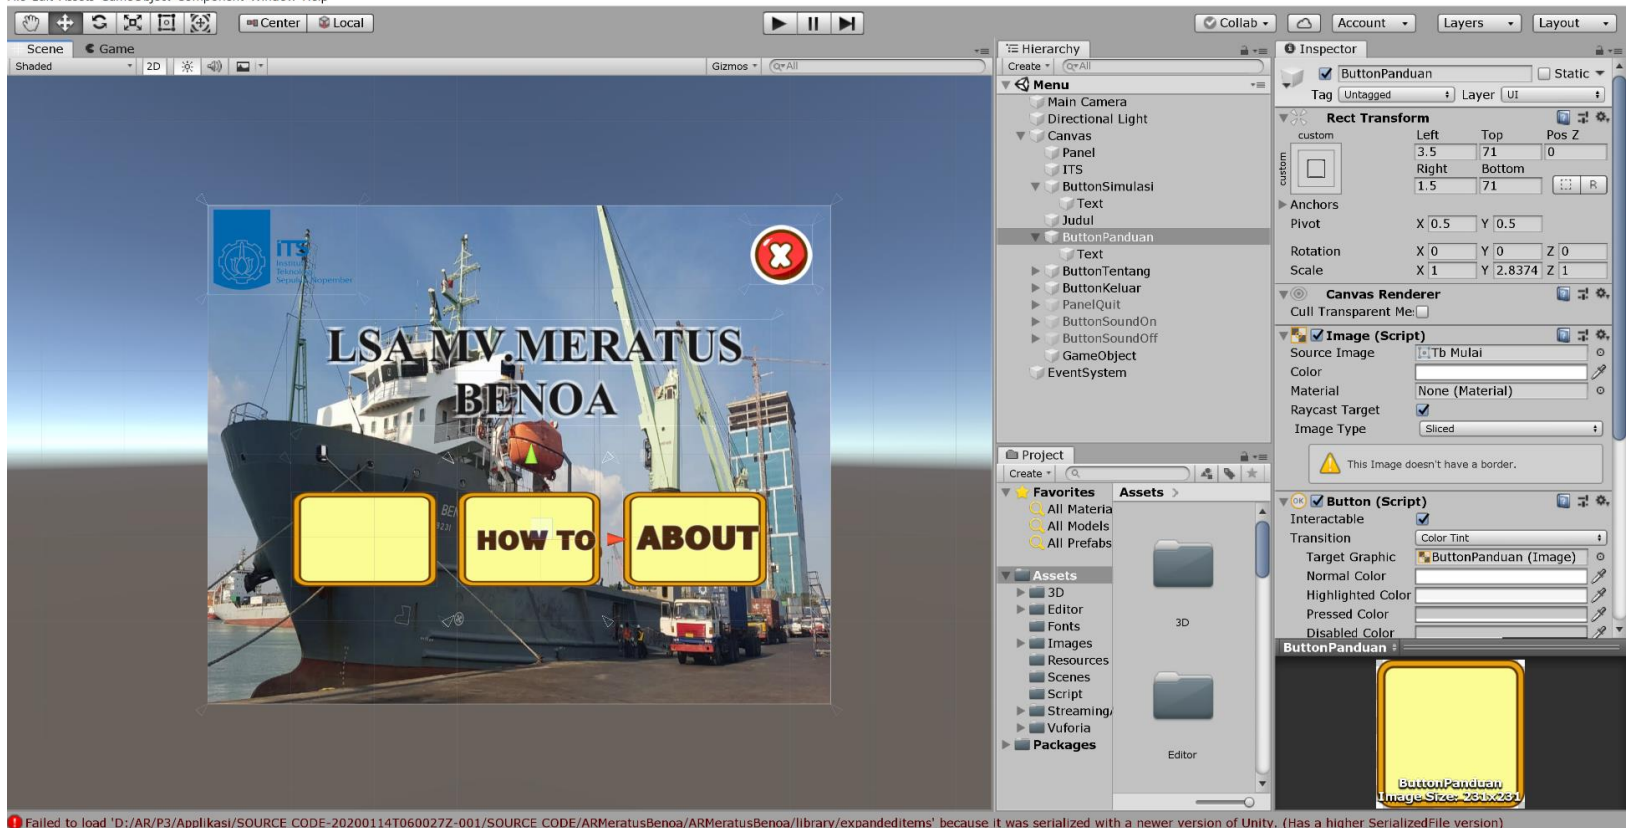 Center
Local
Collab
Account
Layers
Layout
Scene
Game
Shaded
2D
Gizmos
All
iTS
Institut
Teknologi
Sepuluh Nopember
LSA MV.MERATUS
BENOA
HOW TO
ABOUT
Hierarchy
Create
All
Menu
Main Camera
Directional Light
Canvas
Panel
ITS
ButtonSimulasi
Text
Judul
ButtonPanduan
Text
ButtonTentang
ButtonKeluar
PanelQuit
ButtonSoundOn
ButtonSoundOff
GameObject
EventSystem
Project
Create
Favorites
All Materia
All Models
All Prefabs
Assets
3D
Editor
Fonts
Images
Resources
Scenes
Script
Streaming
Vuforia
Packages
Assets
3D
Editor
Inspector
ButtonPanduan
Static
Tag Untagged Layer UI
Rect Transform
custom
custom
Left Top Pos Z
3.5 71 0
Right Bottom
1.5 71 R
Anchors
Pivot X 0.5 Y 0.5
Rotation X 0 Y 0 Z 0
Scale X 1 Y 2.8374 Z 1
Canvas Renderer
Cull Transparent Me
Image (Script)
Source Image Tb Mulai
Color
Material None (Material)
Raycast Target
Image Type Sliced
This Image doesn't have a border.
OK Button (Script)
Interactable
Transition Color Tint
Target Graphic ButtonPanduan (Image)
Normal Color
Highlighted Color
Pressed Color
Disabled Color
ButtonPanduan
ButtonPanduan
Image Size: 231x231
Failed to load 'D:/AR/P3/Applikasi/SOURCE CODE-20200114T060027Z-001/SOURCE CODE/ARMeratusBenoa/ARMeratusBenoa/library/expandeditems' because it was serialized with a newer version of Unity. (Has a higher SerializedFile version)